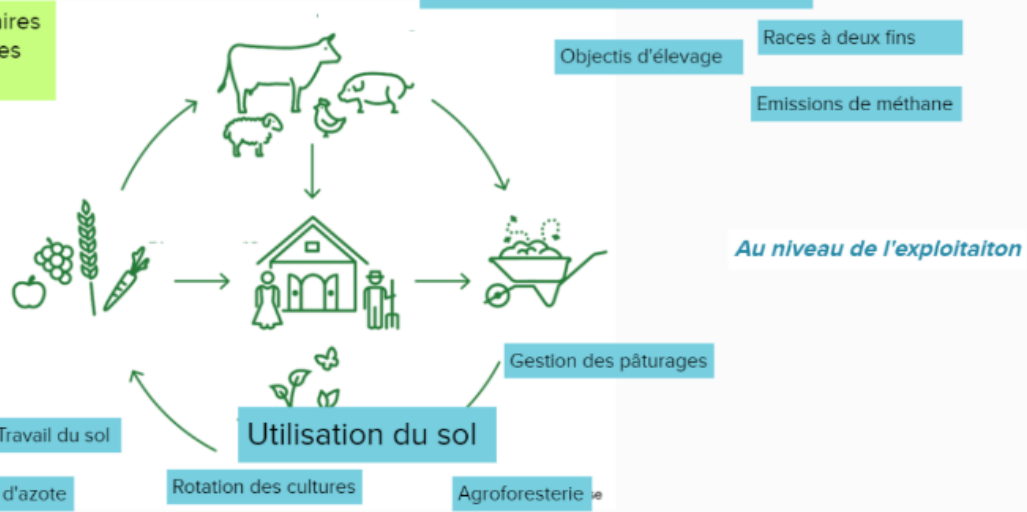 Races à deux fins
Objectis d'élevage
Emissions de méthane
Au niveau de l'exploitaiton
Gestion des pâturages
Travail du sol
Utilisation du sol
d'azote
Rotation des cultures
Agroforesterie